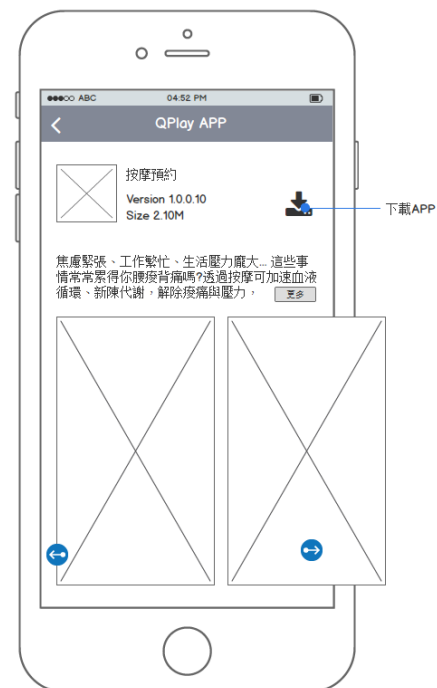 ABC 04:52 PM
QPlay APP
按摩預約
Version 1.0.0.10
Size 2.10M
下載APP
焦慮緊張、工作繁忙、生活壓力龐大... 這些事
情常常累得你腰痠背痛嗎?透過按摩可加速血液
循環、新陳代謝，解除痠痛與壓力，
更多